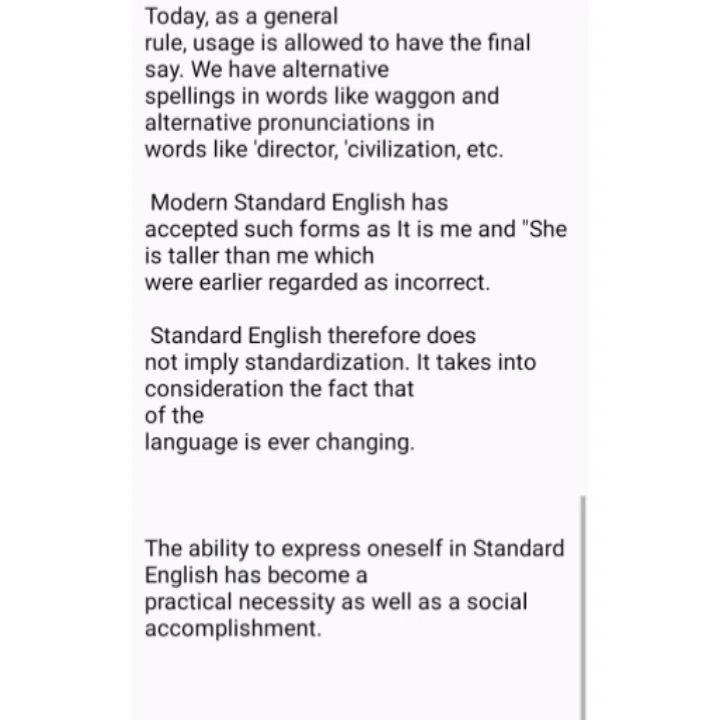 Today, as a general
rule, usage is allowed to have the final
say. We have alternative
spellings in words like waggon and
alternative pronunciations in
words like 'director, 'civilization, etc.
Modern Standard English has
accepted such forms as It is me and "She
is taller than me which
were earlier regarded as incorrect.
Standard English therefore does
not imply standardization. It takes into
consideration the fact that
of the
language is ever changing.
The ability to express oneself in Standard
English has become a
practical necessity as well as a social
accomplishment.